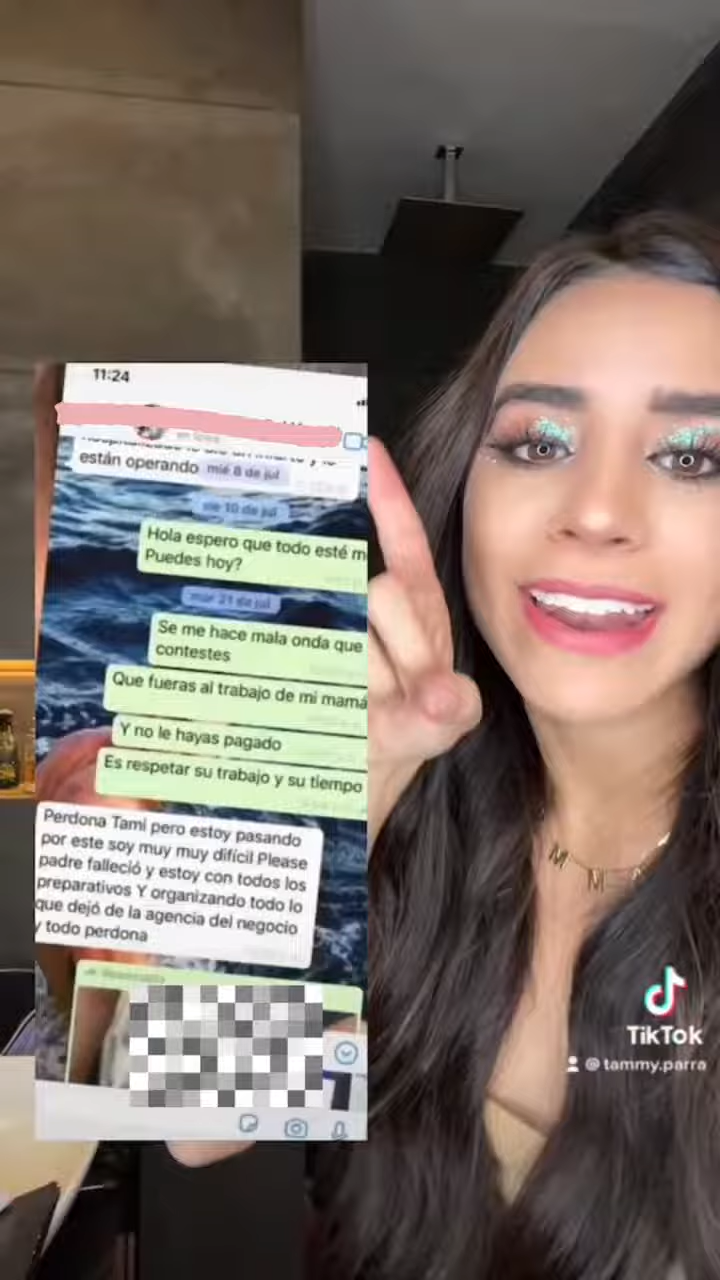 11:24
están operando mié 8 de jul
vie 10 de jul
Hola espero que todo esté m
Puedes hoy?
mar 21 de jul
Se me hace mala onda que
contestes
Que fueras al trabajo de mi mamá
Y no le hayas pagado
Es respetar su trabajo y su tiempo
Perdona Tami pero estoy pasando
por este soy muy muy difícil Please
padre falleció y estoy con todos los
preparativos Y organizando todo lo
que dejó de la agencia del negocio
y todo perdona
M M
TikTok
@tammy.parra